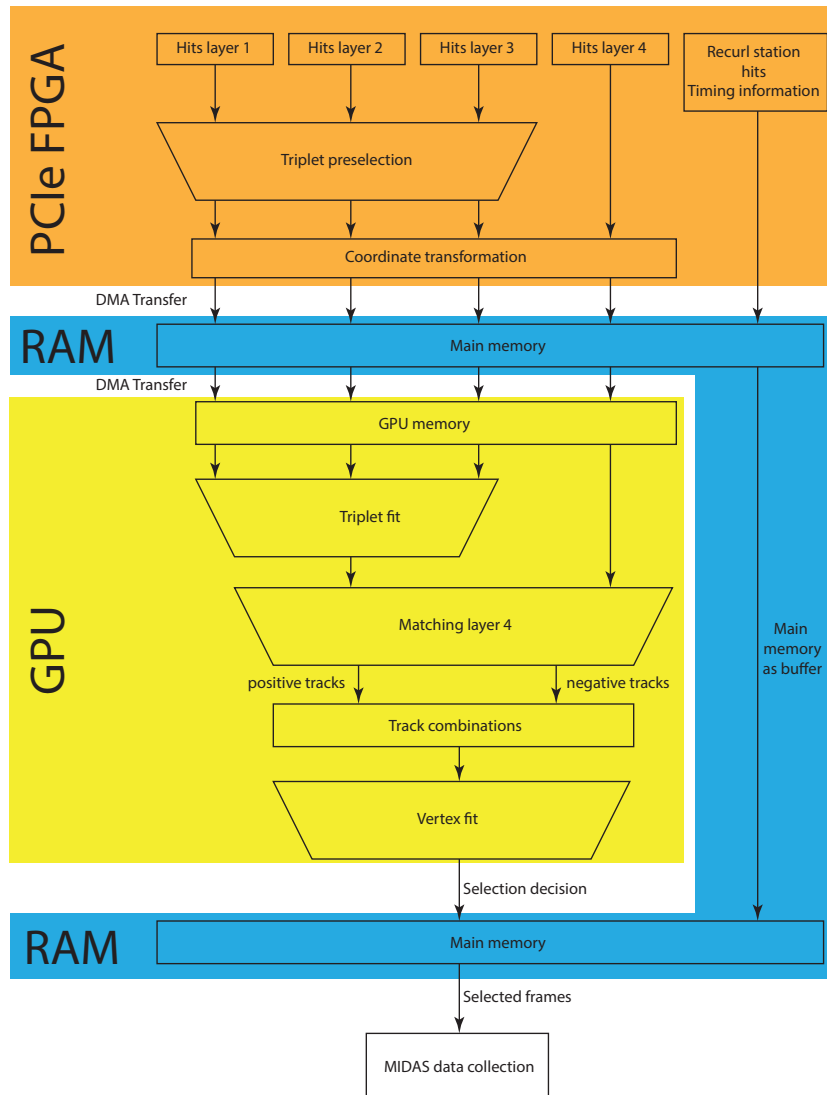 PCIe FPGA
Hits layer 1
Hits layer 2
Hits layer 3
Hits layer 4
Recurl station
hits
Timing information
Triplet preselection
Coordinate transformation
DMA Transfer
RAM
Main memory
DMA Transfer
GPU
GPU memory
Triplet fit
Matching layer 4
Main
memory
as buffer
positive tracks
negative tracks
Track combinations
Vertex fit
Selection decision
RAM
Main memory
Selected frames
MIDAS data collection